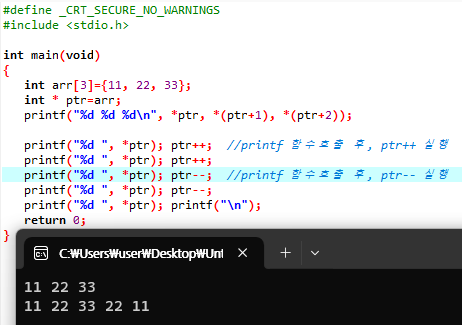 #define _CRT_SECURE_NO_WARNINGS
#include <stdio.h>
int main(void)
{
int arr[3]={11, 22, 33};
int * ptr=arr;
printf("%d %d %d\n", *ptr, *(ptr+1), *(ptr+2));
printf("%d ", *ptr); ptr++; //printf 함수호출 후, ptr++ 실행
printf("%d ", *ptr); ptr++;
printf("%d ", *ptr); ptr--; //printf 함수호출 후, ptr-- 실행
printf("%d ", *ptr); ptr--;
printf("%d ", *ptr); printf("\n");
return 0;
}
C:\Users\user\Desktop\Unt
11 22 33
11 22 33 22 11